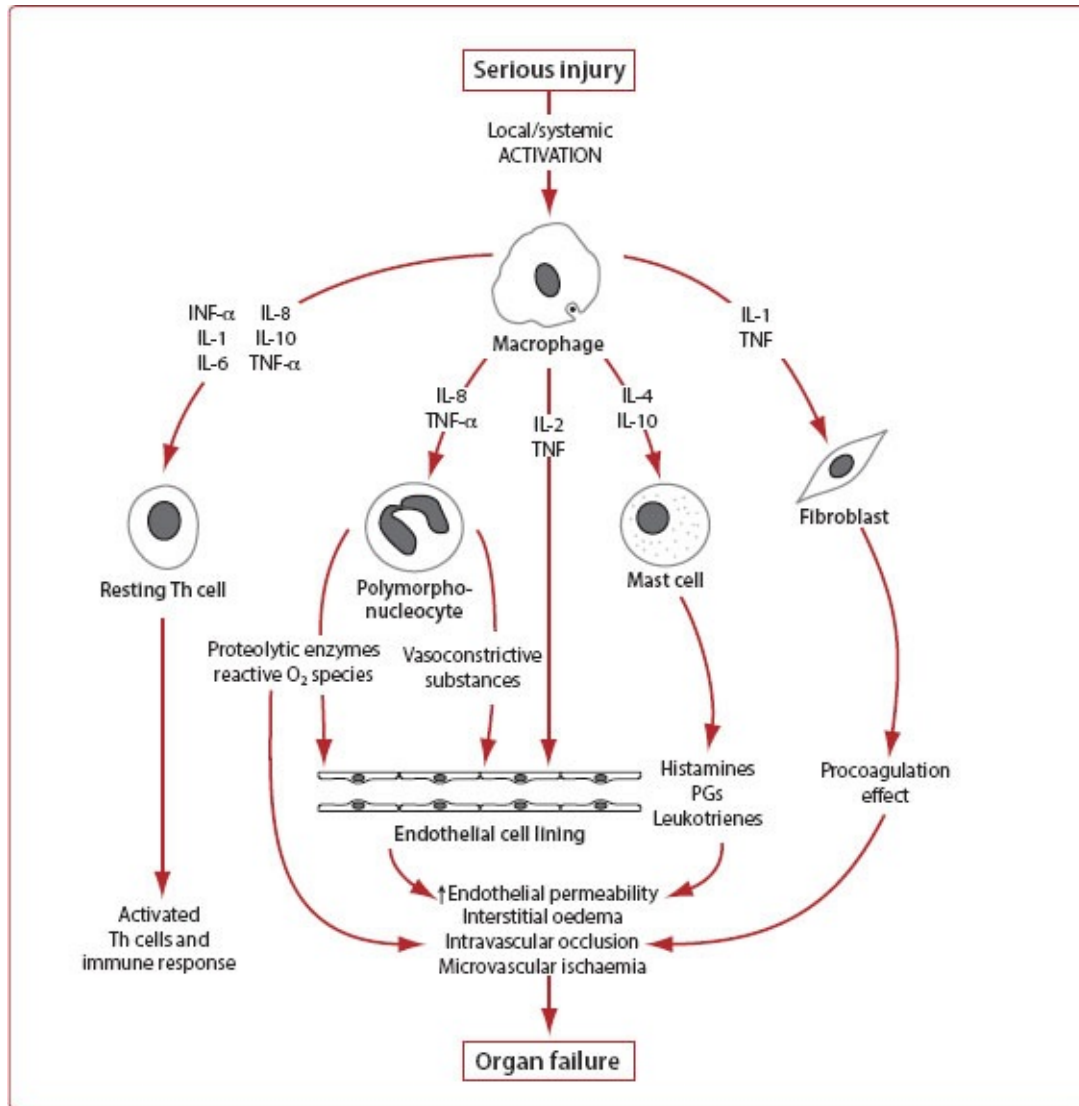 Serious injury
Local/systemic
ACTIVATION
INF-α IL-8
IL-1 IL-10
IL-6 TNF-α
Macrophage
IL-1
TNF
IL-8
TNF-α
IL-2
TNF
IL-4
IL-10
Resting Th cell
Polymorpho-
nucleocyte
Mast cell
Fibroblast
Proteolytic enzymes
reactive O₂ species
Vasoconstrictive
substances
Endothelial cell lining
Histamines
PGs
Leukotrienes
Procoagulation
effect
Activated
Th cells and
immune response
↑Endothelial permeability
Interstitial oedema
Intravascular occlusion
Microvascular ischaemia
Organ failure